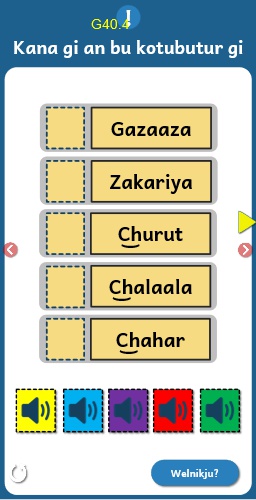 G40.4
Kana gi an bu kotubutur gi
Gazaaza
Zakariya
Churut
Chalaala
Chahar
Welnikju?